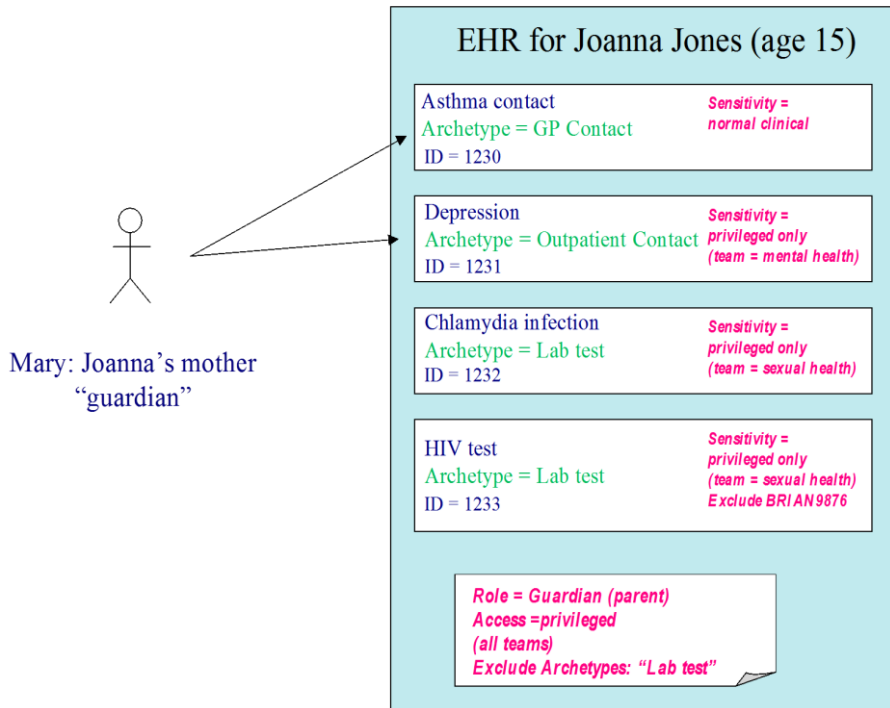 EHR for Joanna Jones (age 15)
Asthma contact
Archetype = GP Contact
ID = 1230
Sensitivity =
normal clinical
Depression
Archetype = Outpatient Contact
ID = 1231
Sensitivity =
privileged only
(team = mental health)
Chlamydia infection
Archetype = Lab test
ID = 1232
Sensitivity =
privileged only
(team = sexual health)
HIV test
Archetype = Lab test
ID = 1233
Sensitivity =
privileged only
(team = sexual health)
Exclude BRIAN9876
Mary: Joanna's mother
"guardian"
Role = Guardian (parent)
Access =privileged
(all teams)
Exclude Archetypes: "Lab test"